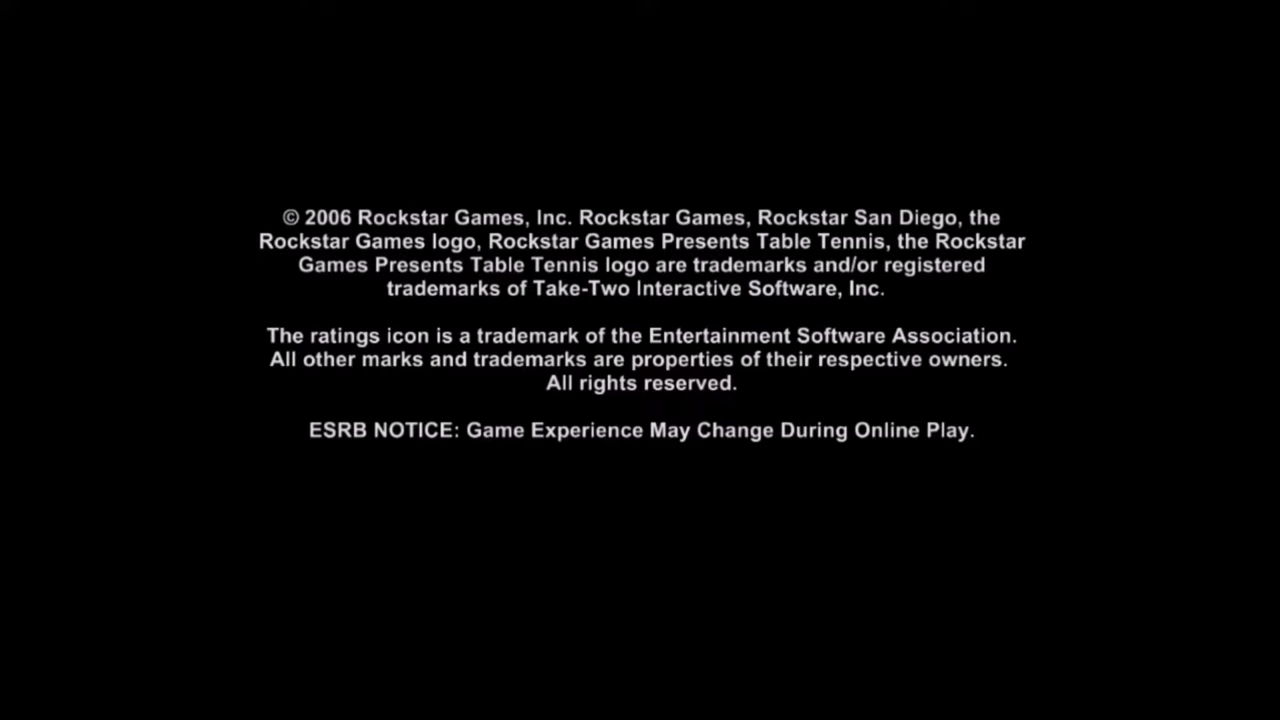 © 2006 Rockstar Games, Inc. Rockstar Games, Rockstar San Diego, the
Rockstar Games logo, Rockstar Games Presents Table Tennis, the Rockstar
Games Presents Table Tennis logo are trademarks and/or registered
trademarks of Take-Two Interactive Software, Inc.
The ratings icon is a trademark of the Entertainment Software Association.
All other marks and trademarks are properties of their respective owners.
All rights reserved.
ESRB NOTICE: Game Experience May Change During Online Play.